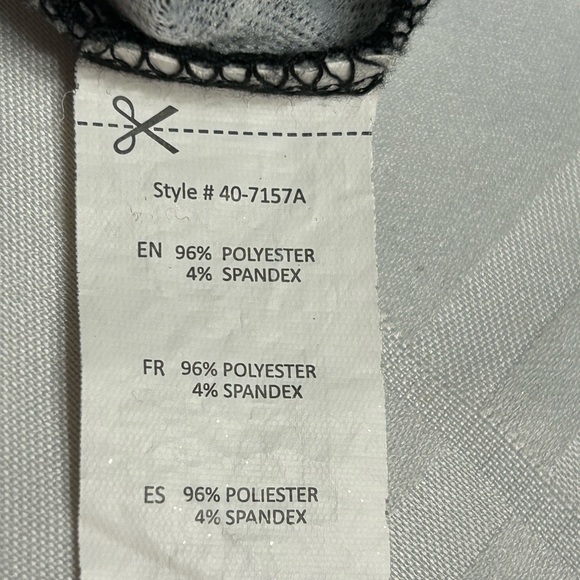 Style # 40-7157A
EN 96% POLYESTER
4% SPANDEX
FR 96% POLYESTER
4% SPANDEX
ES 96% POLIESTER
4% SPANDEX